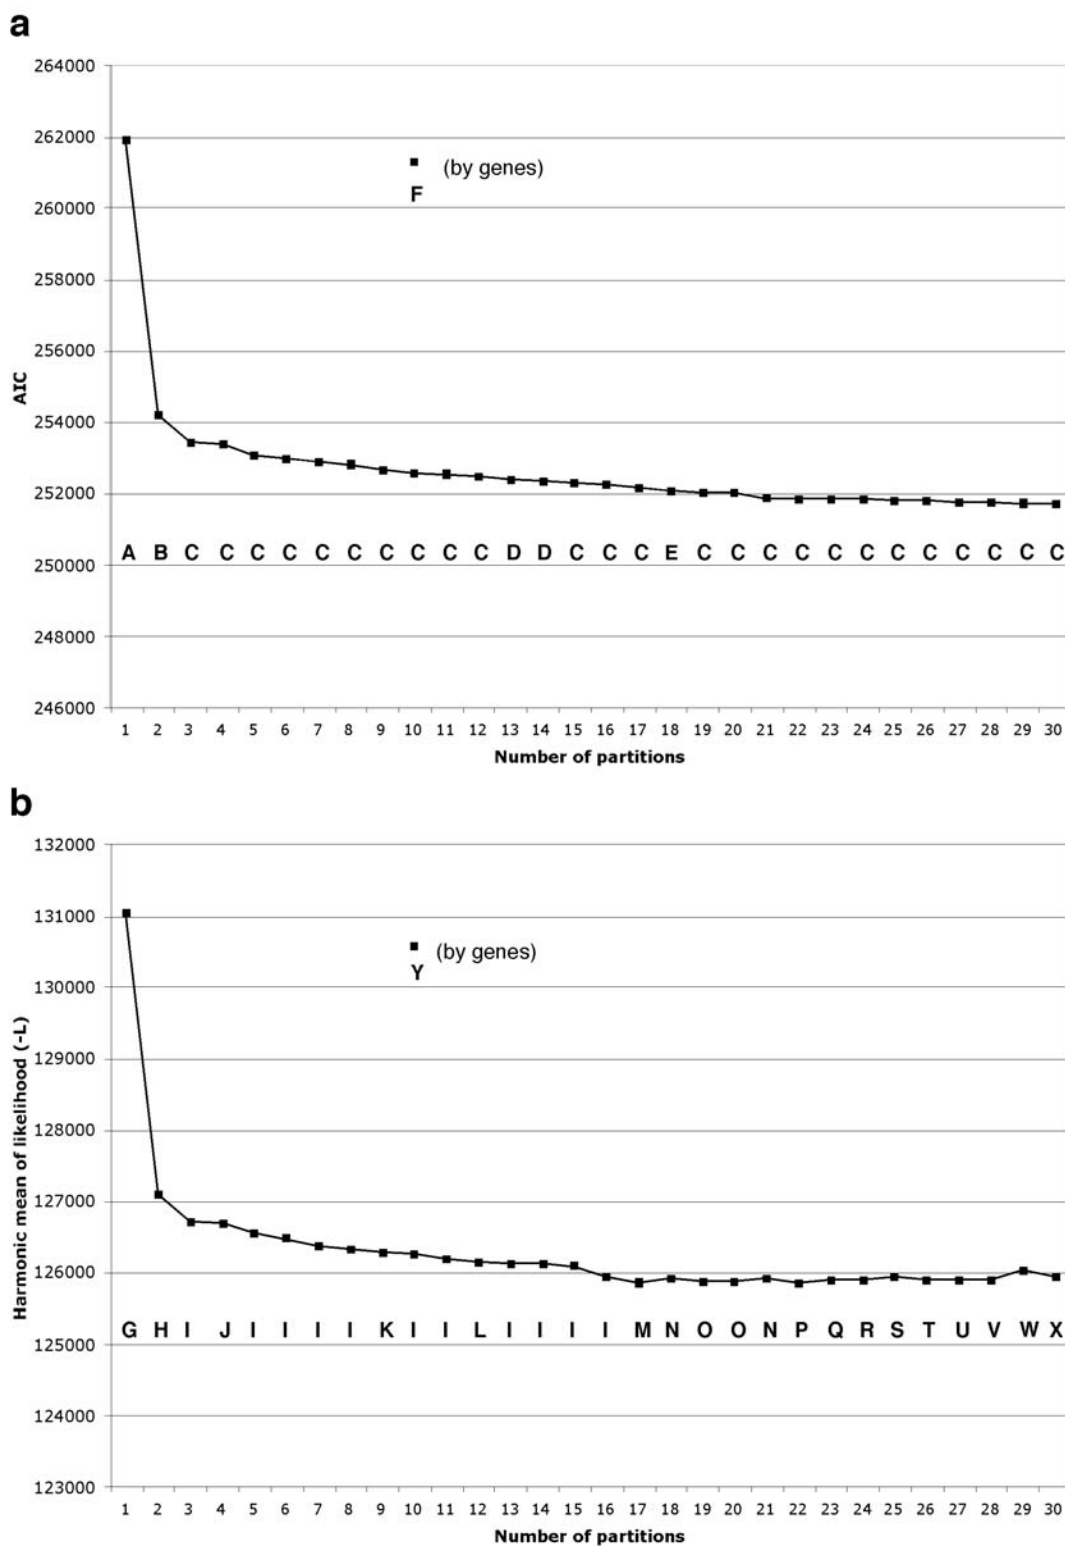 a
264000
262000
(by genes)
F
260000
258000
256000
AIC
254000
252000
A B C C C C C C C C C C D D C C C E C C C C C C C C C C C C
250000
248000
246000
1 2 3 4 5 6 7 8 9 10 11 12 13 14 15 16 17 18 19 20 21 22 23 24 25 26 27 28 29 30
Number of partitions
b
132000
131000
(by genes)
Y
130000
129000
Harmonic mean of likelihood (-L)
128000
127000
126000
G H I J I I I I K I I L I I I I M N O O N P Q R S T U V W X
125000
124000
123000
1 2 3 4 5 6 7 8 9 10 11 12 13 14 15 16 17 18 19 20 21 22 23 24 25 26 27 28 29 30
Number of partitions